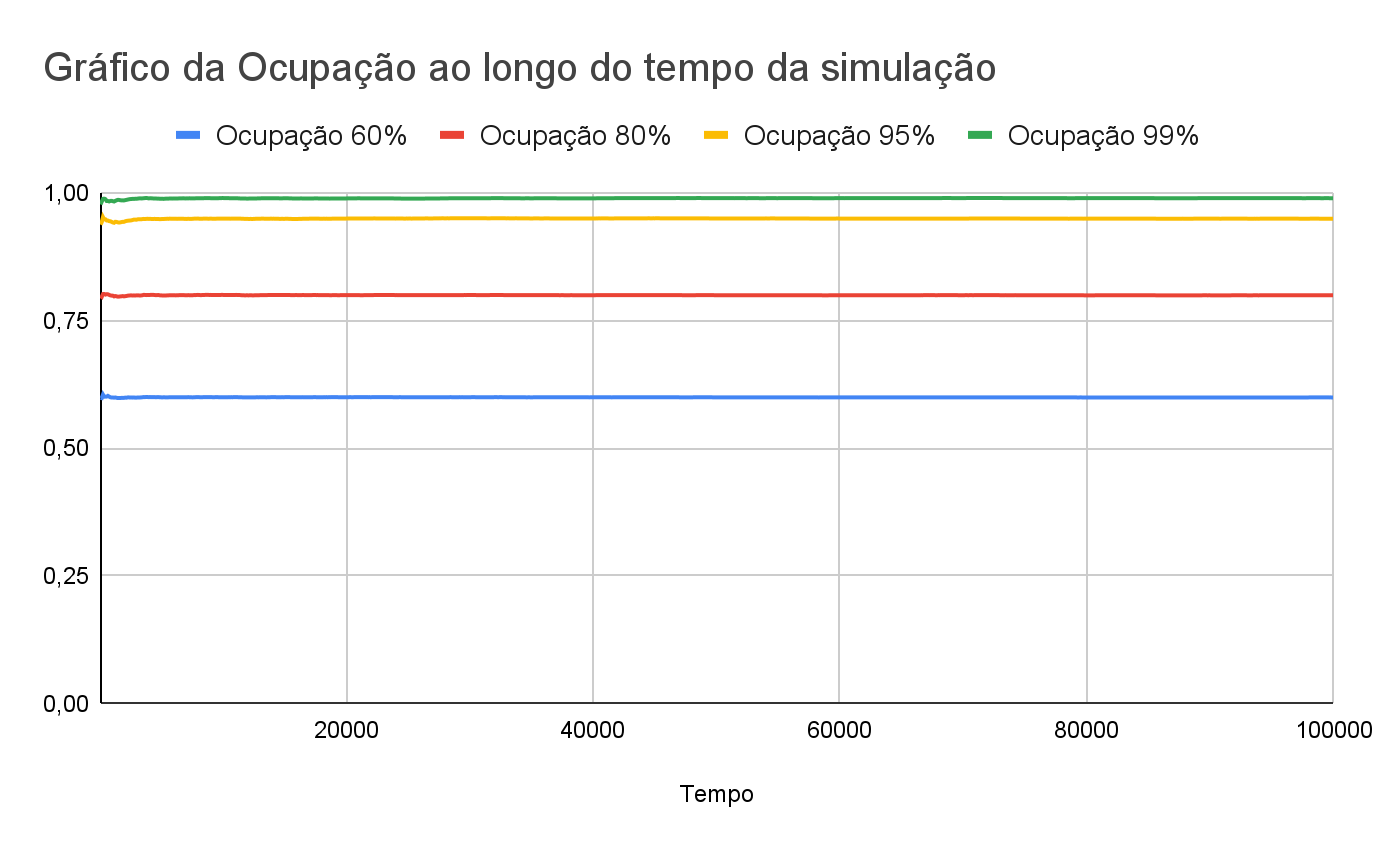 Gráfico da Ocupação ao longo do tempo da simulação
Ocupação 60% Ocupação 80% Ocupação 95% Ocupação 99%
1,00
0,75
0,50
0,25
0,00
20000 40000 60000 80000 100000
Tempo